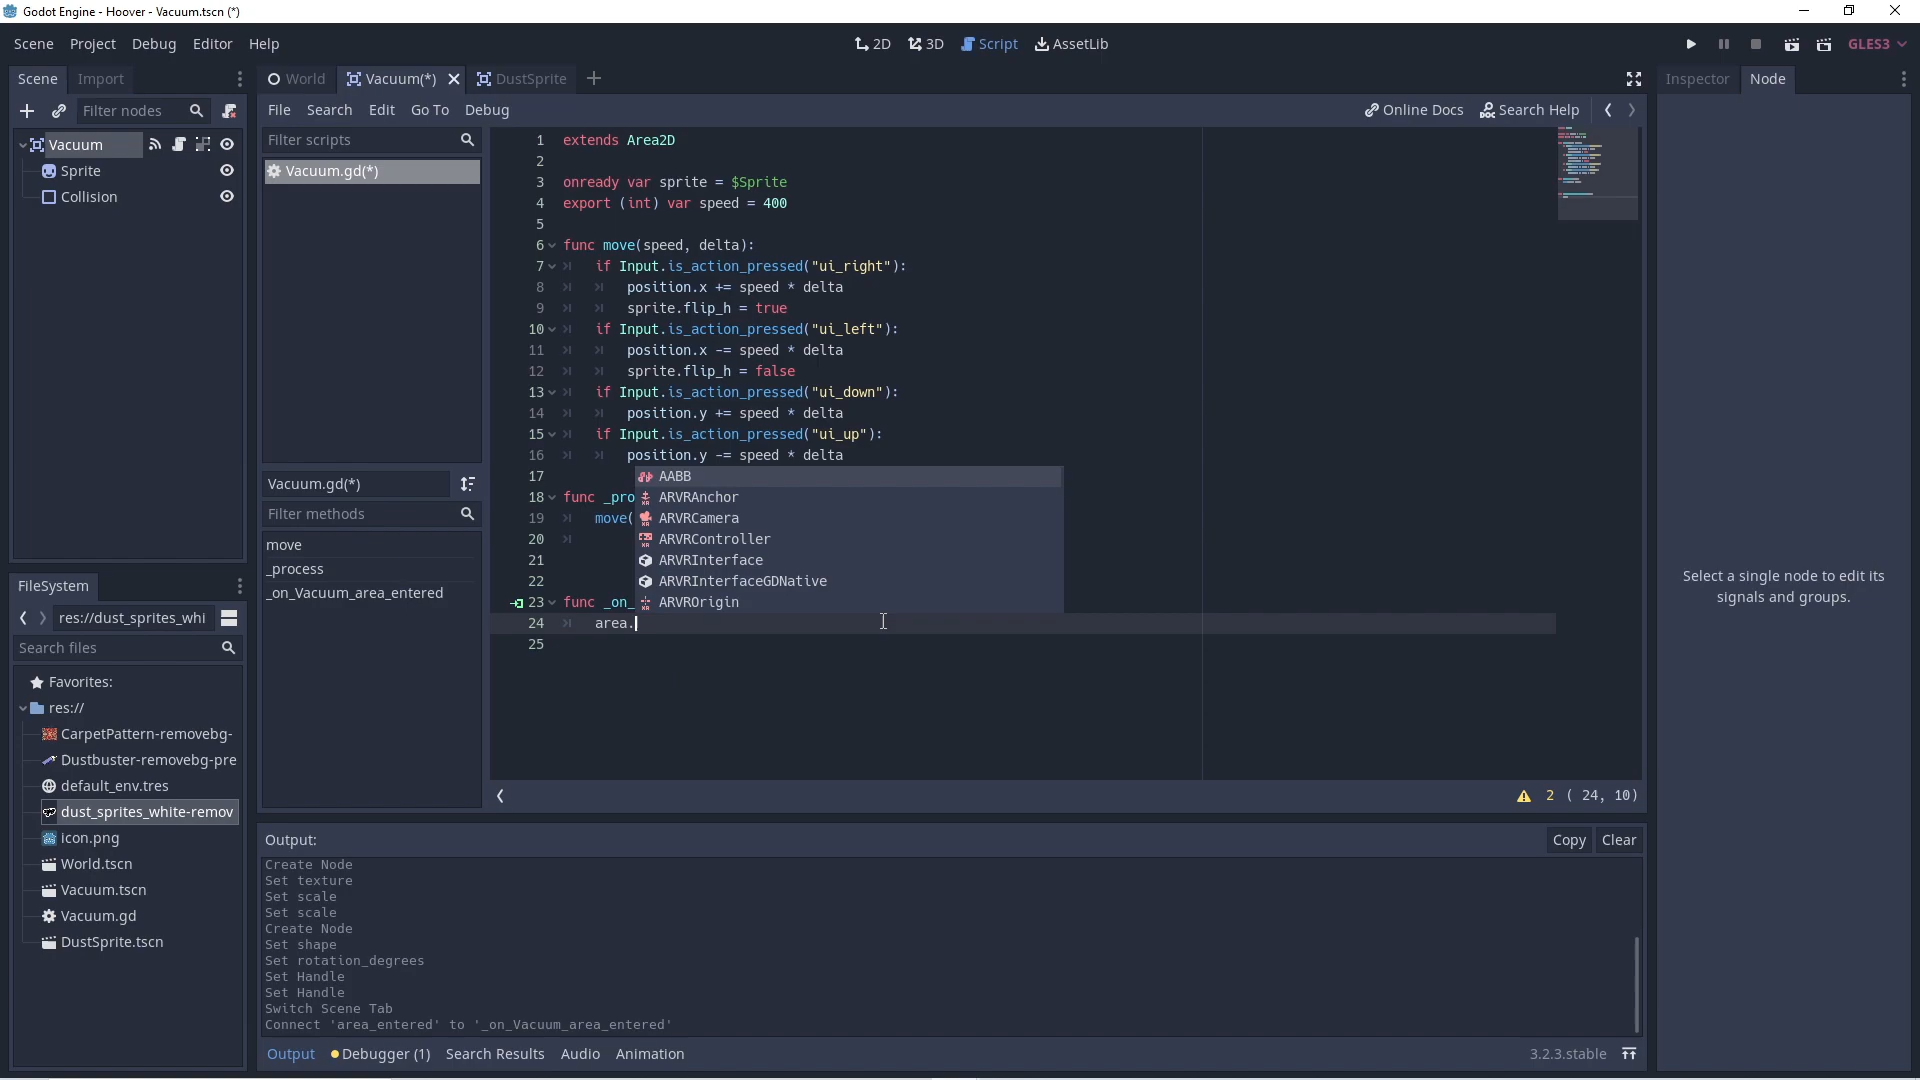 Godot Engine - Hoover - Vacuum.tscn (*)
Scene Project Debug Editor Help
2D 3D Script AssetLib
GLES3
Scene Import
World Vacuum(*) DustSprite
Inspector Node
Filter nodes
File Search Edit Go To Debug
Online Docs Search Help
Vacuum
Sprite
Collision
Filter scripts
Vacuum.gd(*)
Vacuum.gd(*)
Filter methods
move
_process
_on_Vacuum_area_entered
1 extends Area2D
2
3 onready var sprite = $Sprite
4 export (int) var speed = 400
5
6 func move(speed, delta):
7 if Input.is_action_pressed("ui_right"):
8 position.x += speed * delta
9 sprite.flip_h = true
10 if Input.is_action_pressed("ui_left"):
11 position.x -= speed * delta
12 sprite.flip_h = false
13 if Input.is_action_pressed("ui_down"):
14 position.y += speed * delta
15 if Input.is_action_pressed("ui_up"):
16 position.y -= speed * delta
17
18 func _pro
19 move(
20
21
22
23 func _on_
24 area.
25
AABB
ARVRAnchor
ARVRCamera
ARVRController
ARVRInterface
ARVRInterfaceGDNative
ARVROrigin
2 ( 24, 10)
Select a single node to edit its
signals and groups.
FileSystem
res://dust_sprites_whi
Search files
Favorites:
res://
CarpetPattern-removebg-
Dustbuster-removebg-pre
default_env.tres
dust_sprites_white-remov
icon.png
World.tscn
Vacuum.tscn
Vacuum.gd
DustSprite.tscn
Output:
Copy Clear
Create Node
Set texture
Set scale
Set scale
Create Node
Set shape
Set rotation_degrees
Set Handle
Set Handle
Switch Scene Tab
Connect 'area_entered' to '_on_Vacuum_area_entered'
Output Debugger (1) Search Results Audio Animation
3.2.3.stable